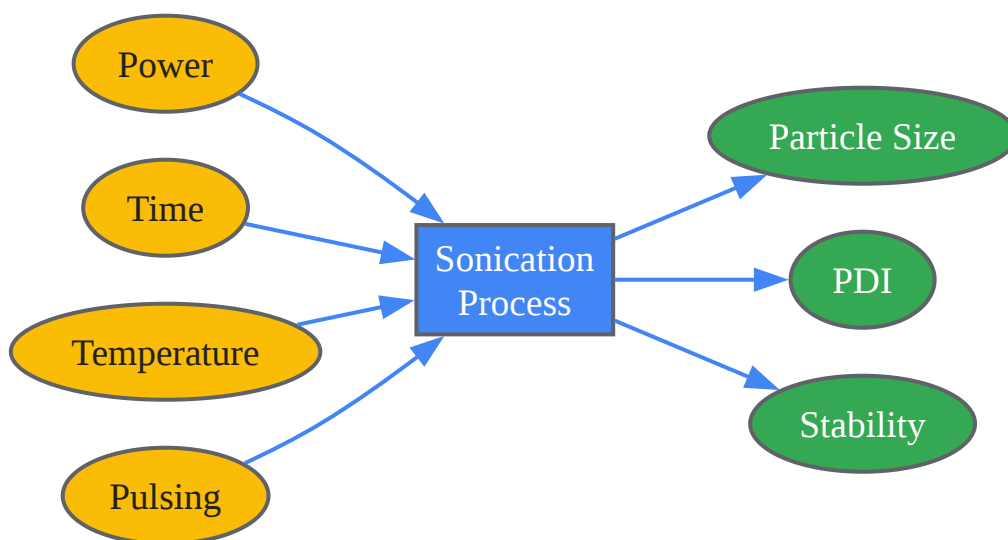 Power
Time
Temperature
Pulsing
Sonication
Process
Particle Size
PDI
Stability